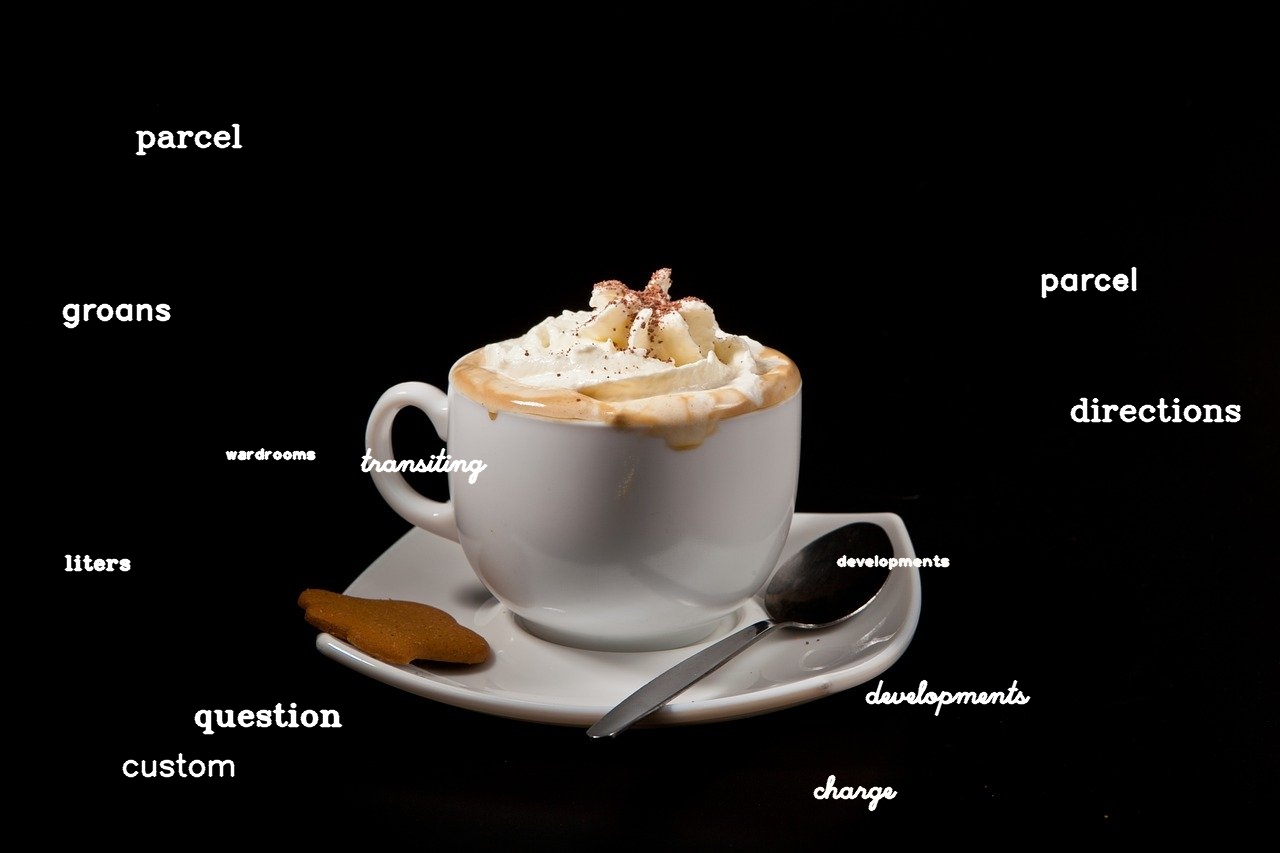 parcel
parcel
groans
directions
wardrooms
transiting
liters
developments
developments
question
custom
charge